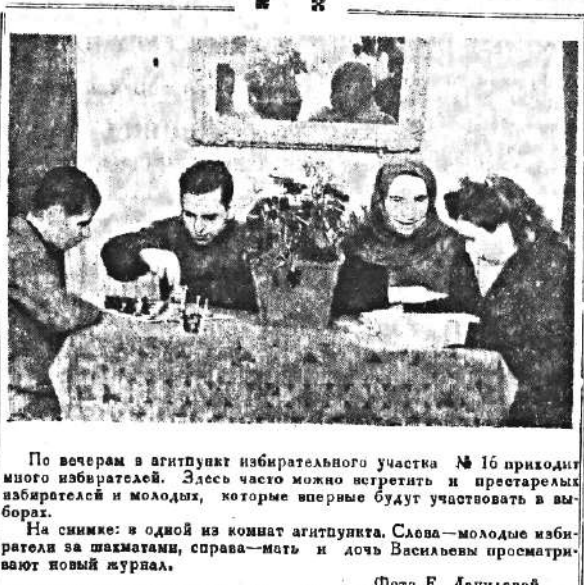 По вечерам в агитпункт избирательного участка № 16 приходит
много избирателей. Здесь часто можно встретить и престарелых
избирателей и молодых, которые впервые будут участвовать в вы-
борах.
На снимке: в одной из комнат агитпункта. Слева—молодые изби-
ратели за шахматами, справа—мать и дочь Васильевы просматри-
вают новый журнал.
Фото Е.